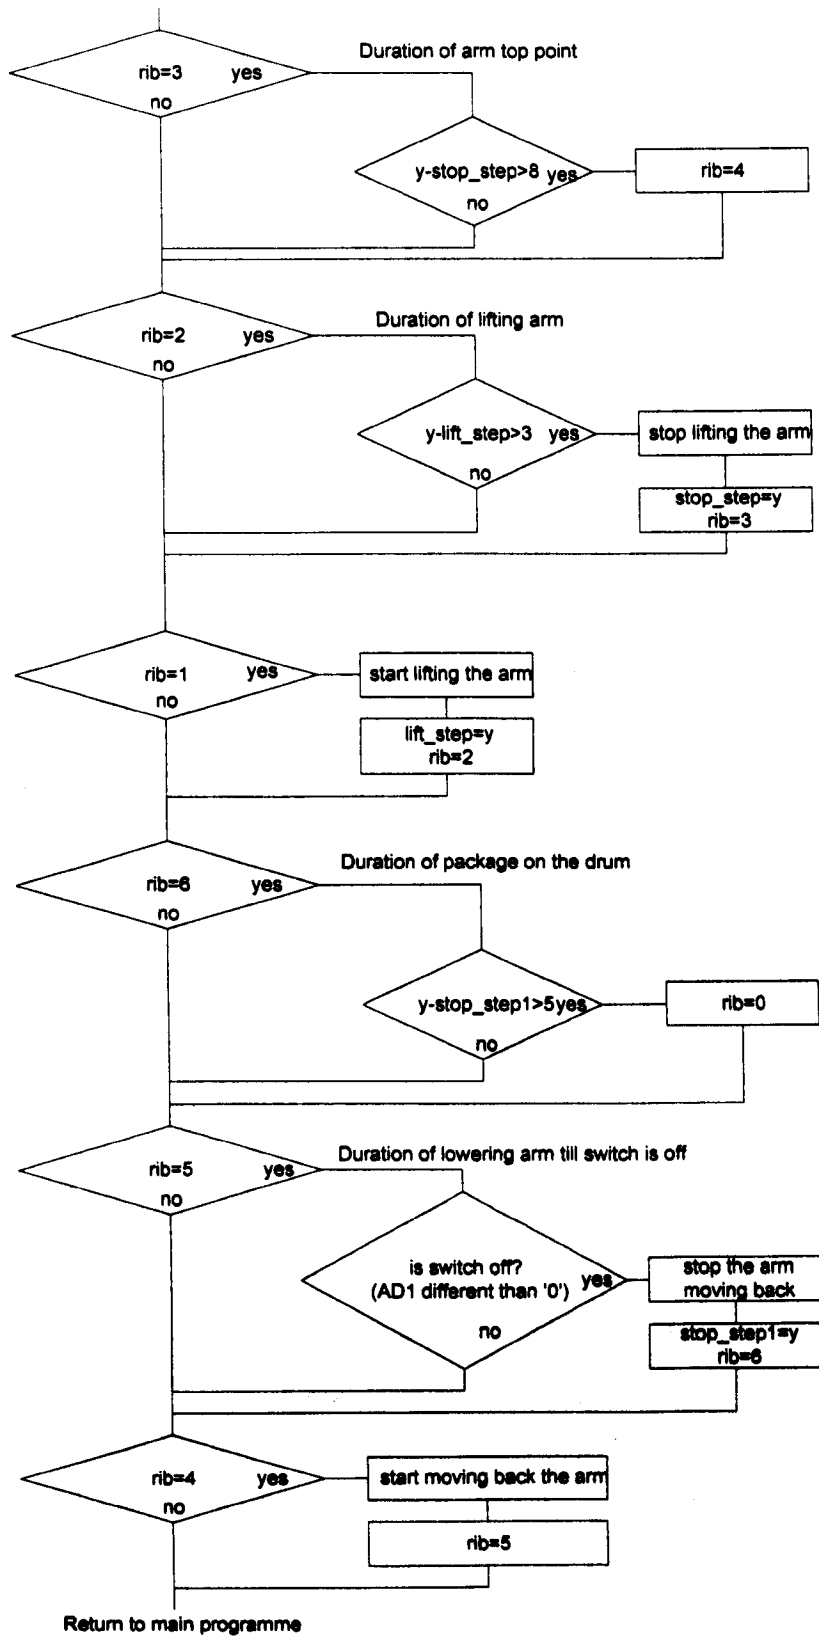 Duration of arm top point
rib=3 yes
no
y-stop_step>8 yes
no
rib=4
Duration of lifting arm
rib=2 yes
no
y-lift_step>3 yes
no
stop lifting the arm
stop_step=y
rib=3
rib=1 yes
no
start lifting the arm
lift_step=y
rib=2
Duration of package on the drum
rib=6 yes
no
y-stop_step1>5yes
no
rib=0
Duration of lowering arm till switch is off
rib=5 yes
no
is switch off?
(AD1 different than '0') yes
no
stop the arm
moving back
stop_step1=y
rib=6
rib=4 yes
no
start moving back the arm
rib=5
Return to main programme